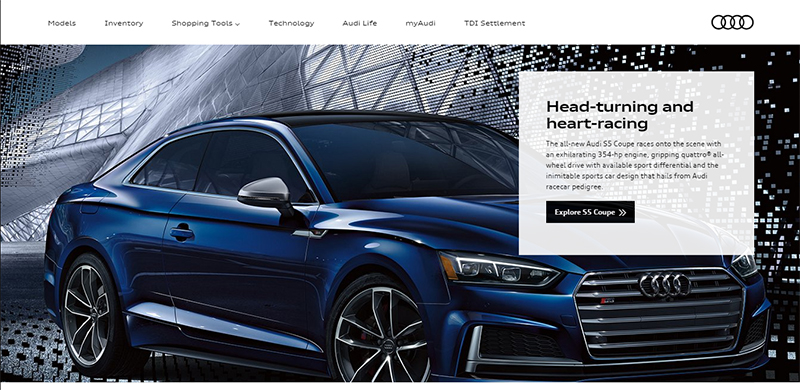 Models Inventory Shopping Tools Technology Audi Life myAudi TDI Settlement
Head-turning and
heart-racing
The all-new Audi S5 Coupe races onto the scene with
an exhilarating 354-hp engine, gripping quattro® all-
wheel drive with available sport differential and the
inimitable sports car design that hails from Audi
racecar pedigree.
Explore S5 Coupe